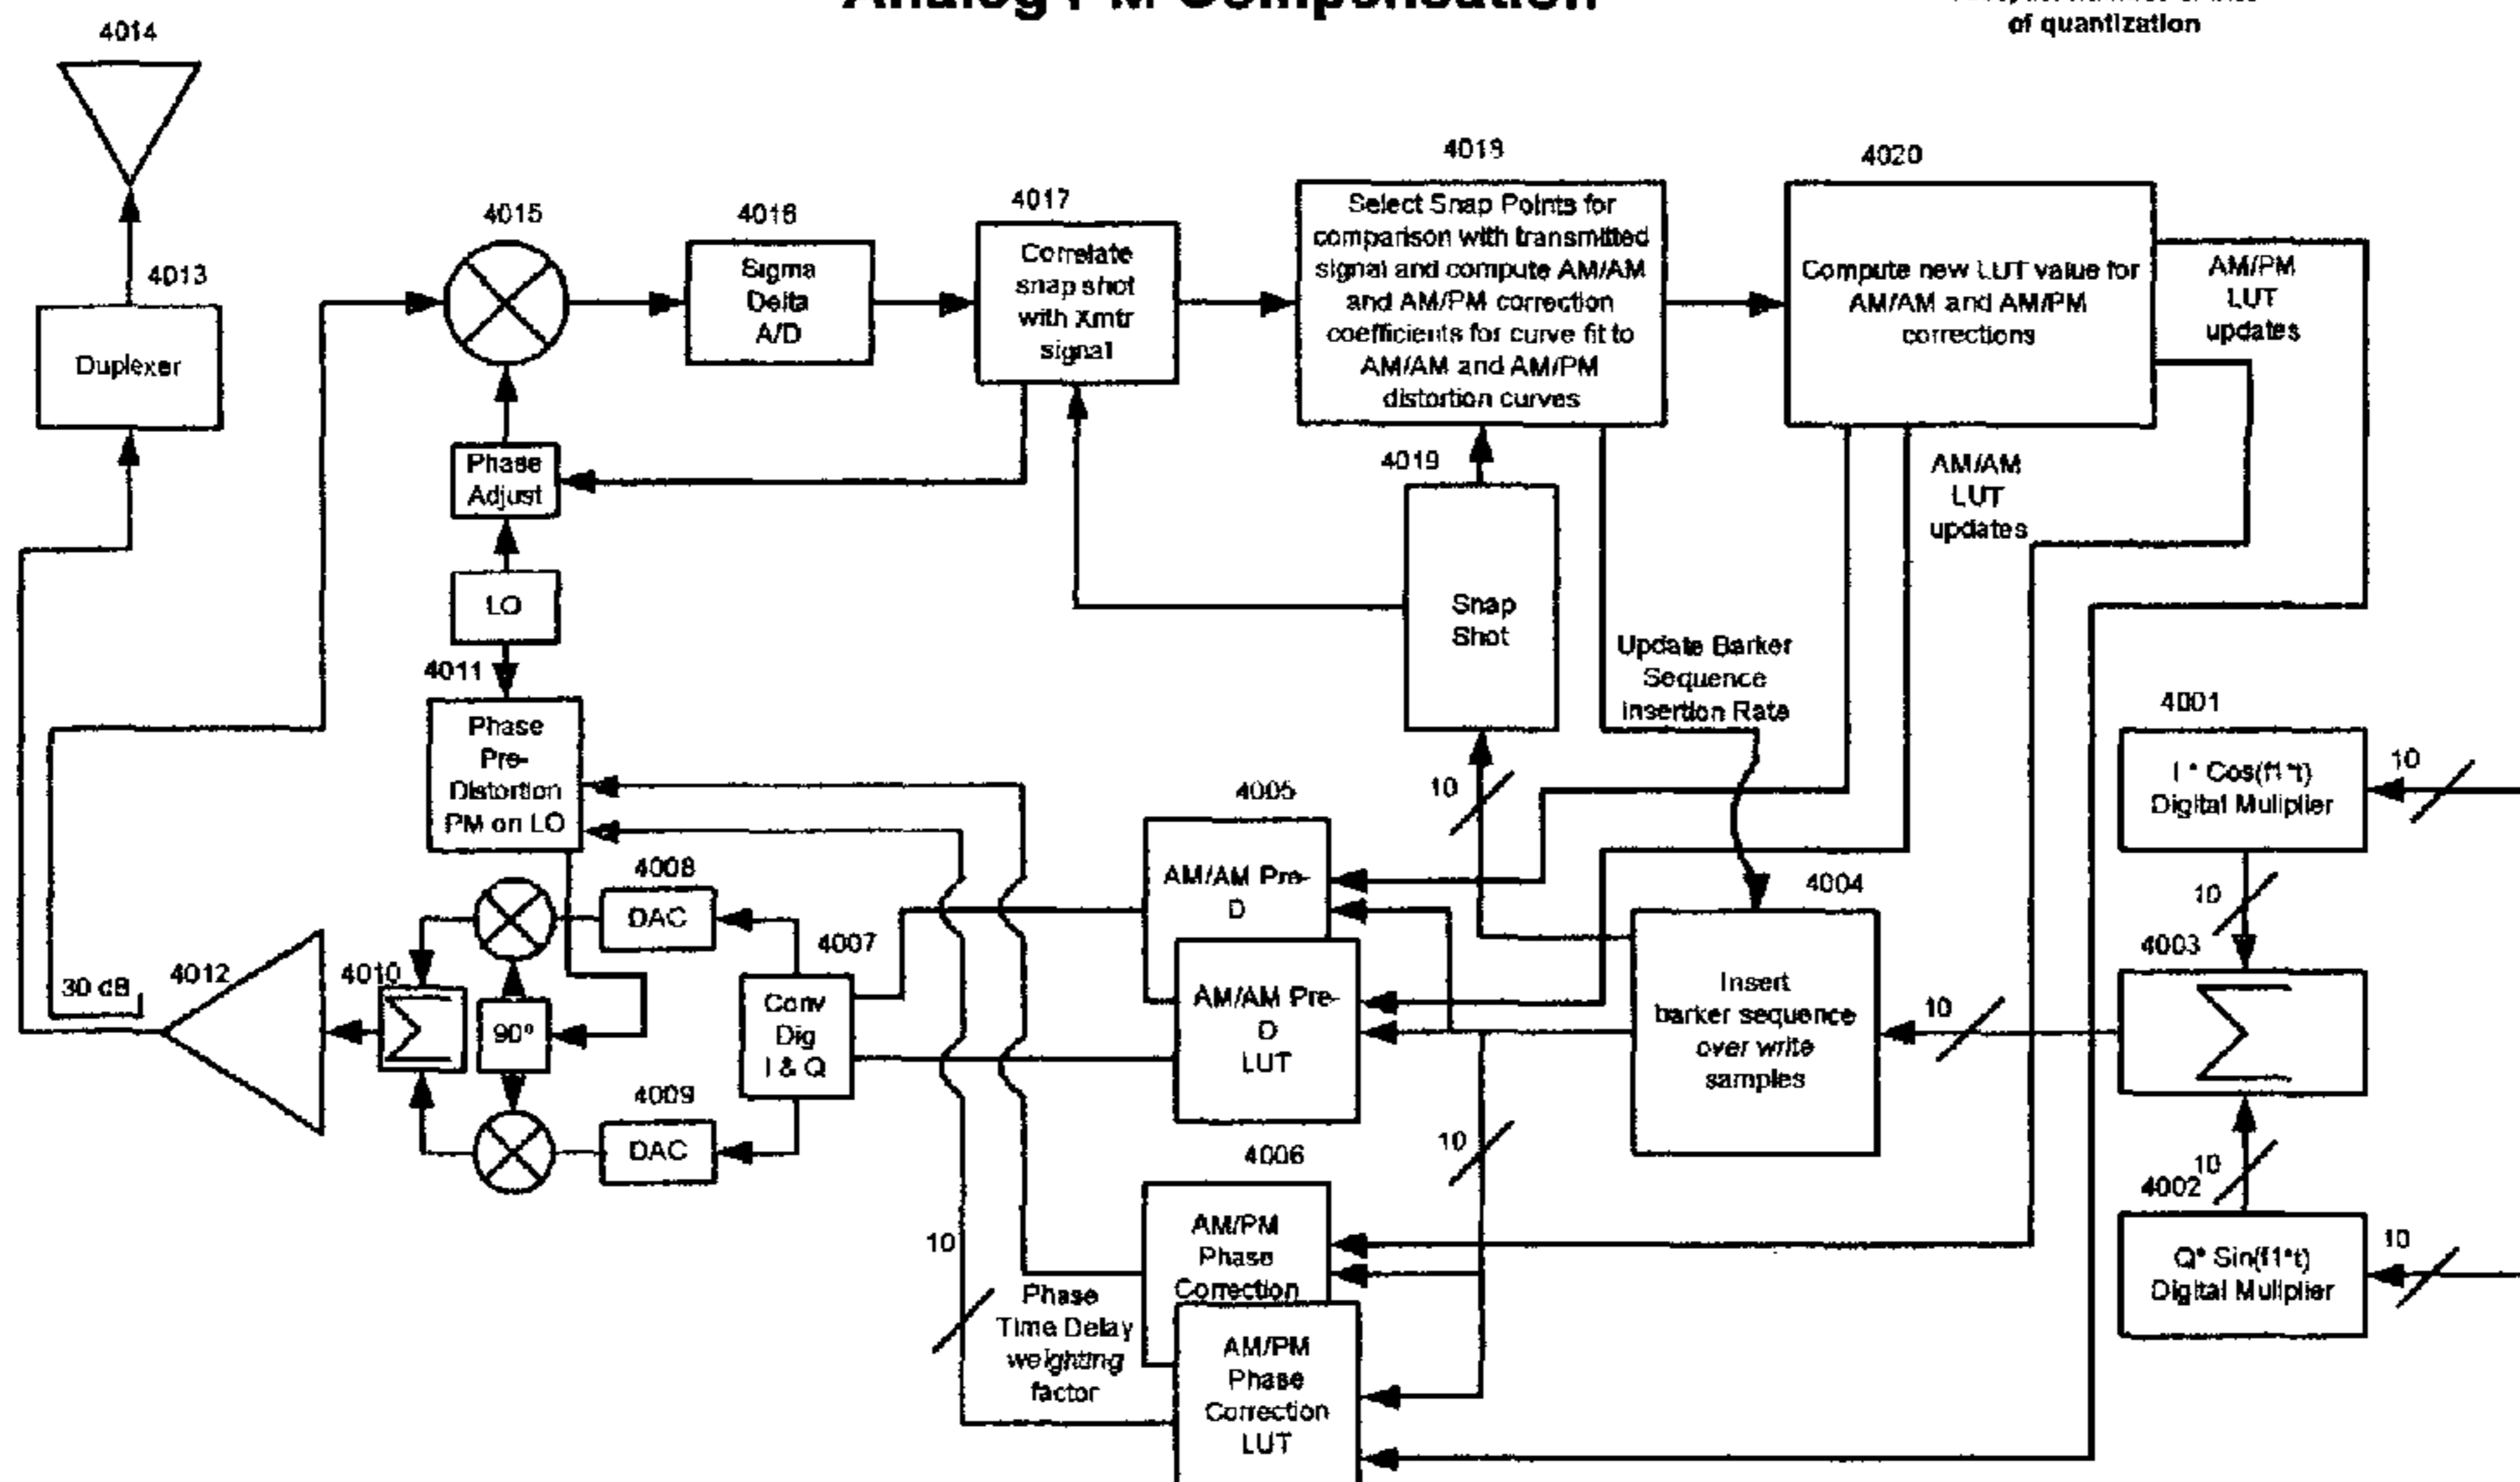 of quantization
4014
4013
Duplexer
4015
4016
Sigma
Delta
A/D
4017
Correlate
snap shot
with Xmtr
signal
4018
Select Snap Points for
comparison with transmitted
signal and compute AM/AM
and AM/PM correction
coefficients for curve fit to
AM/AM and AM/PM
distortion curves
4020
Compute new LUT value for
AM/AM and AM/PM
corrections
AM/PM
LUT
updates
AM/AM
LUT
updates
Phase
Adjust
LO
4019
Snap
Shot
Update Barker
Sequence
Insertion Rate
4011
Phase
Pre-
Distortion
PM on LO
4001
I * Cos(f1*t)
Digital Muliplier
10
10
10
4005
AM/AM Pre-
D
AM/AM Pre-
D
LUT
4004
Insert
barker sequence
over write
samples
10
4003
4008
DAC
4007
Conv
Dig
I & Q
4009
DAC
90°
4010
4012
30 dB
10
4006
AM/PM
Phase
Correction
AM/PM
Phase
Correction
LUT
10
Phase
Time Delay
weighting
factor
10
4002
Q* Sin(f1*t)
Digital Muliplier
10